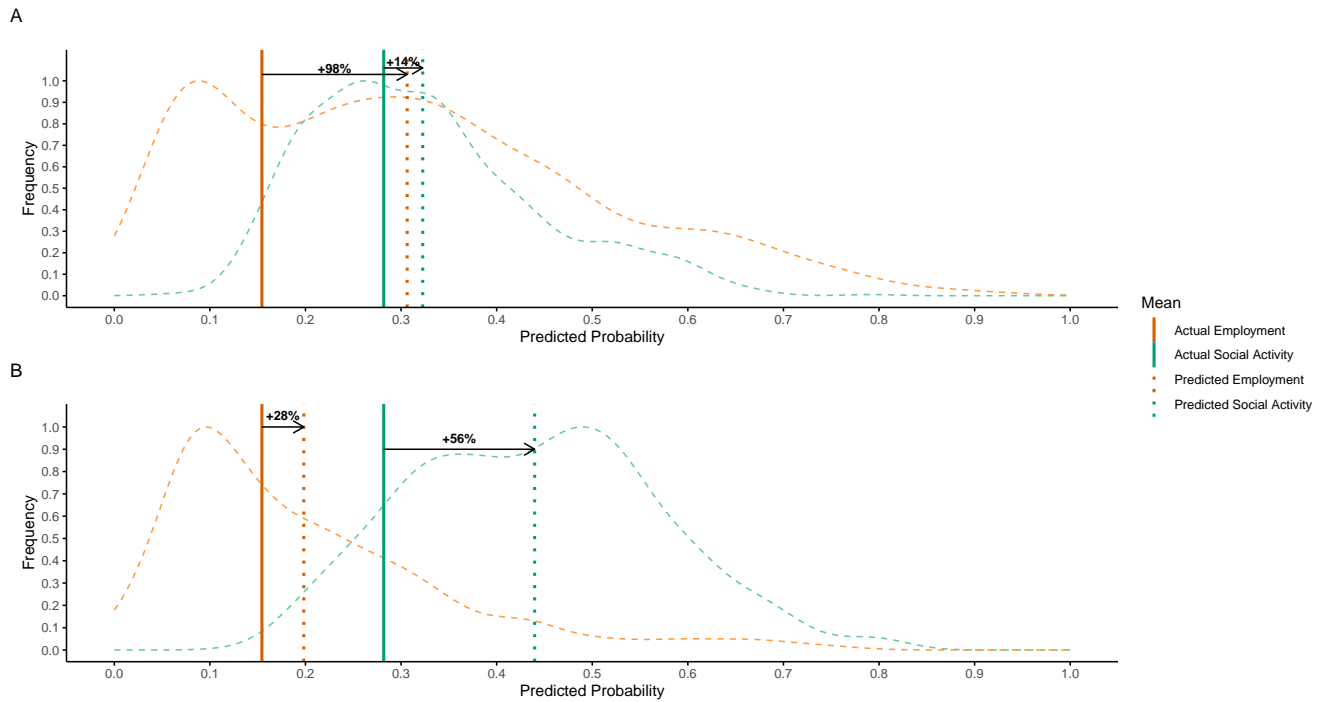 A
+98%
+14%
Frequency
1.0
0.9
0.8
0.7
0.6
0.5
0.4
0.3
0.2
0.1
0.0
0.0 0.1 0.2 0.3 0.4 0.5 0.6 0.7 0.8 0.9 1.0
Predicted Probability
Mean
Actual Employment
Actual Social Activity
Predicted Employment
Predicted Social Activity
B
+28%
+56%
Frequency
1.0
0.9
0.8
0.7
0.6
0.5
0.4
0.3
0.2
0.1
0.0
0.0 0.1 0.2 0.3 0.4 0.5 0.6 0.7 0.8 0.9 1.0
Predicted Probability